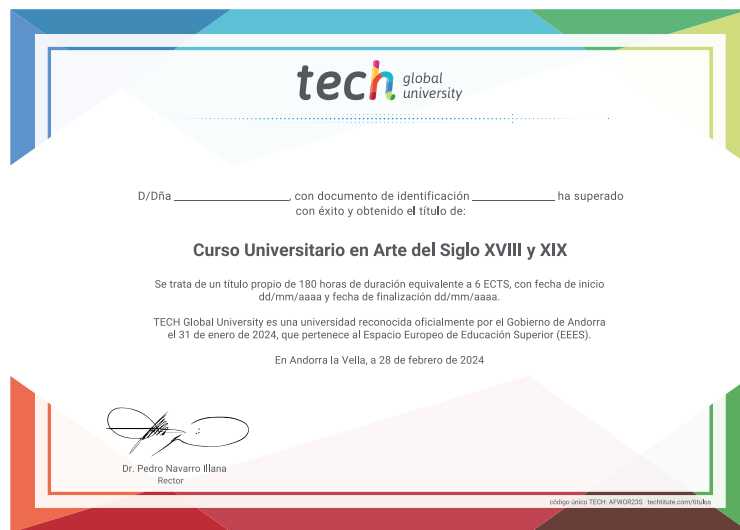 tech global university
D/Dña ____________________, con documento de identificación ______________ ha superado
con éxito y obtenido el título de:
Curso Universitario en Arte del Siglo XVIII y XIX
Se trata de un título propio de 180 horas de duración equivalente a 6 ECTS, con fecha de inicio
dd/mm/aaaa y fecha de finalización dd/mm/aaaa.
TECH Global University es una universidad reconocida oficialmente por el Gobierno de Andorra
el 31 de enero de 2024, que pertenece al Espacio Europeo de Educación Superior (EEES).
En Andorra la Vella, a 28 de febrero de 2024
Dr. Pedro Navarro Illana
Rector
código único TECH: AFWOR23S techtitute.com/titulos